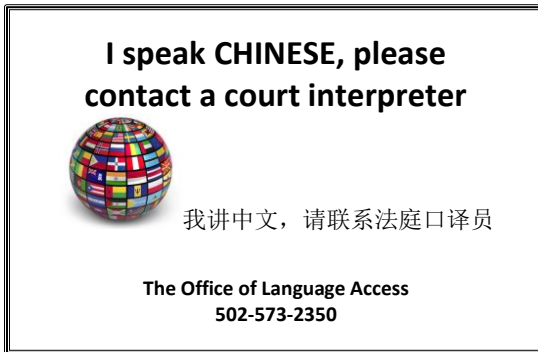 I speak CHINESE, please
contact a court interpreter
我讲中文，请联系法庭口译员
The Office of Language Access
502-573-2350